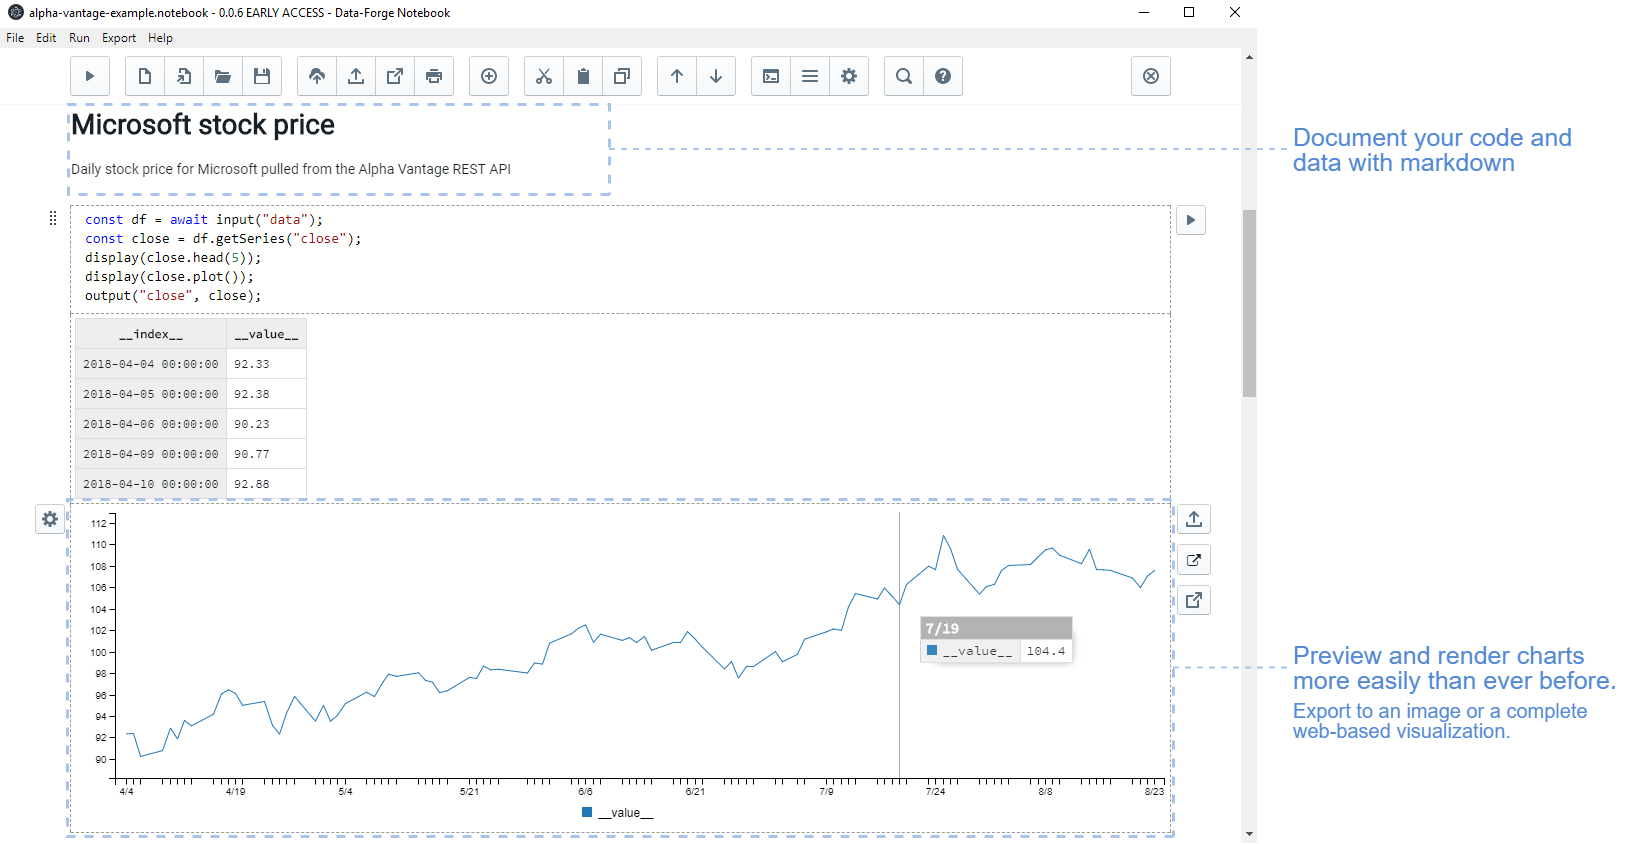 alpha-vantage-example.notebook - 0.0.6 EARLY ACCESS - Data-Forge Notebook
File Edit Run Export Help
Microsoft stock price
Daily stock price for Microsoft pulled from the Alpha Vantage REST API
Document your code and
data with markdown
const df = await input("data");
const close = df.getSeries("close");
display(close.head(5));
display(close.plot());
output("close", close);
__index__ __value__
2018-04-04 00:00:00 92.33
2018-04-05 00:00:00 92.38
2018-04-06 00:00:00 90.23
2018-04-09 00:00:00 90.77
2018-04-10 00:00:00 92.88
112
110
108
106
104
102
100
98
96
94
92
90
7/19
__value__ 104.4
4/4 4/19 5/4 5/21 6/6 6/21 7/9 7/24 8/8 8/23
__value__
Preview and render charts
more easily than ever before.
Export to an image or a complete
web-based visualization.